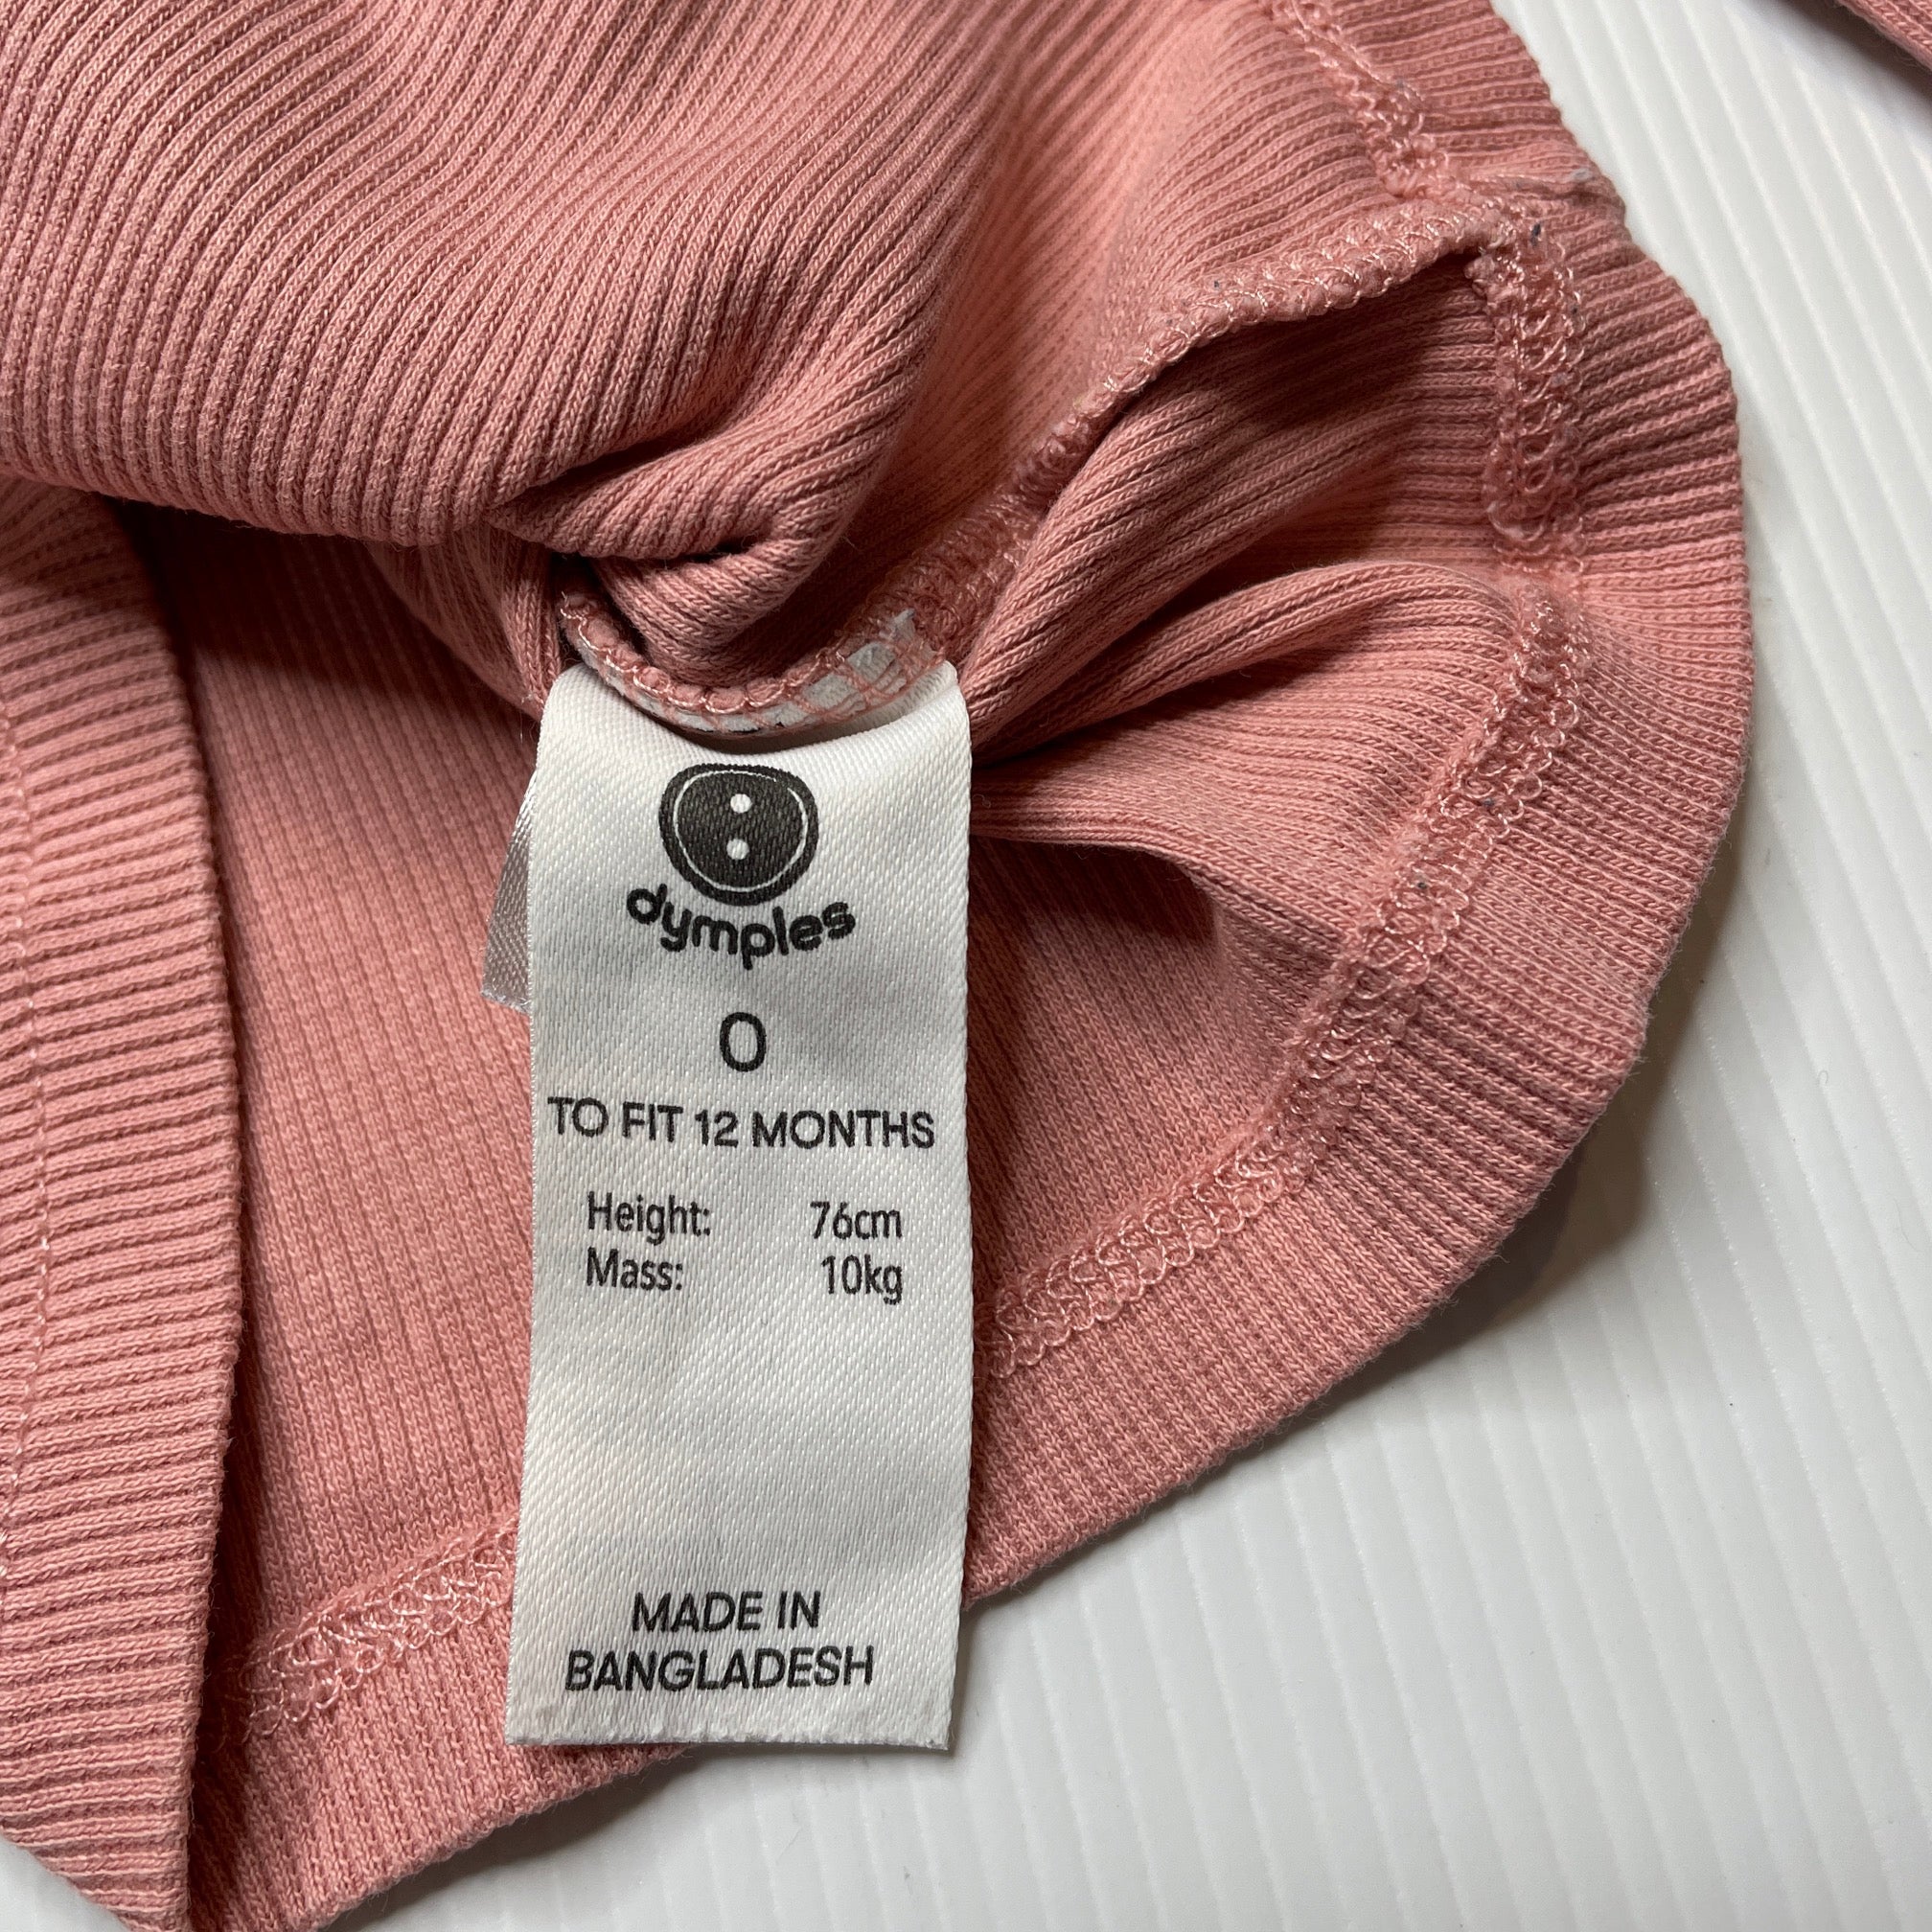 dymples
0
TO FIT 12 MONTHS
Height: 76cm
Mass: 10kg
MADE IN
BANGLADESH